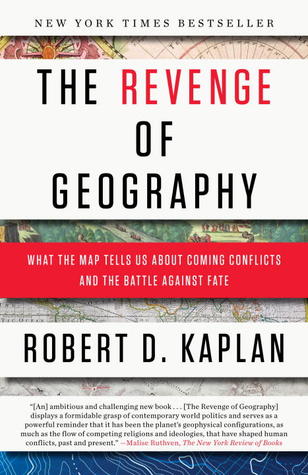 NEW YORK TIMES BESTSELLER
THE REVENGE
OF
GEOGRAPHY
WHAT THE MAP TELLS US ABOUT COMING CONFLICTS
AND THE BATTLE AGAINST FATE
ROBERT D. KAPLAN
“[An] ambitious and challenging new book . . . [The Revenge of Geography]
displays a formidable grasp of contemporary world politics and serves as a
powerful reminder that it has been the planet’s geophysical configurations, as
much as the flow of competing religions and ideologies, that have shaped human
conflicts, past and present.” —Malise Ruthven, The New York Review of Books